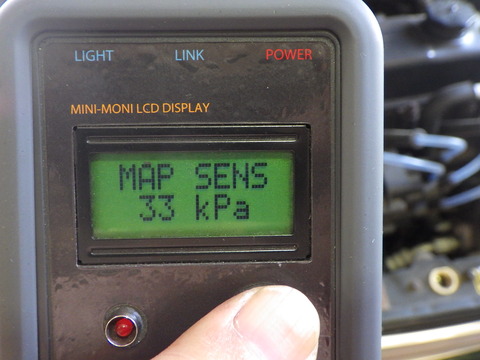 LIGHT LINK POWER
MINI-MONI LCD DISPLAY
MAP SENS
33 kPa